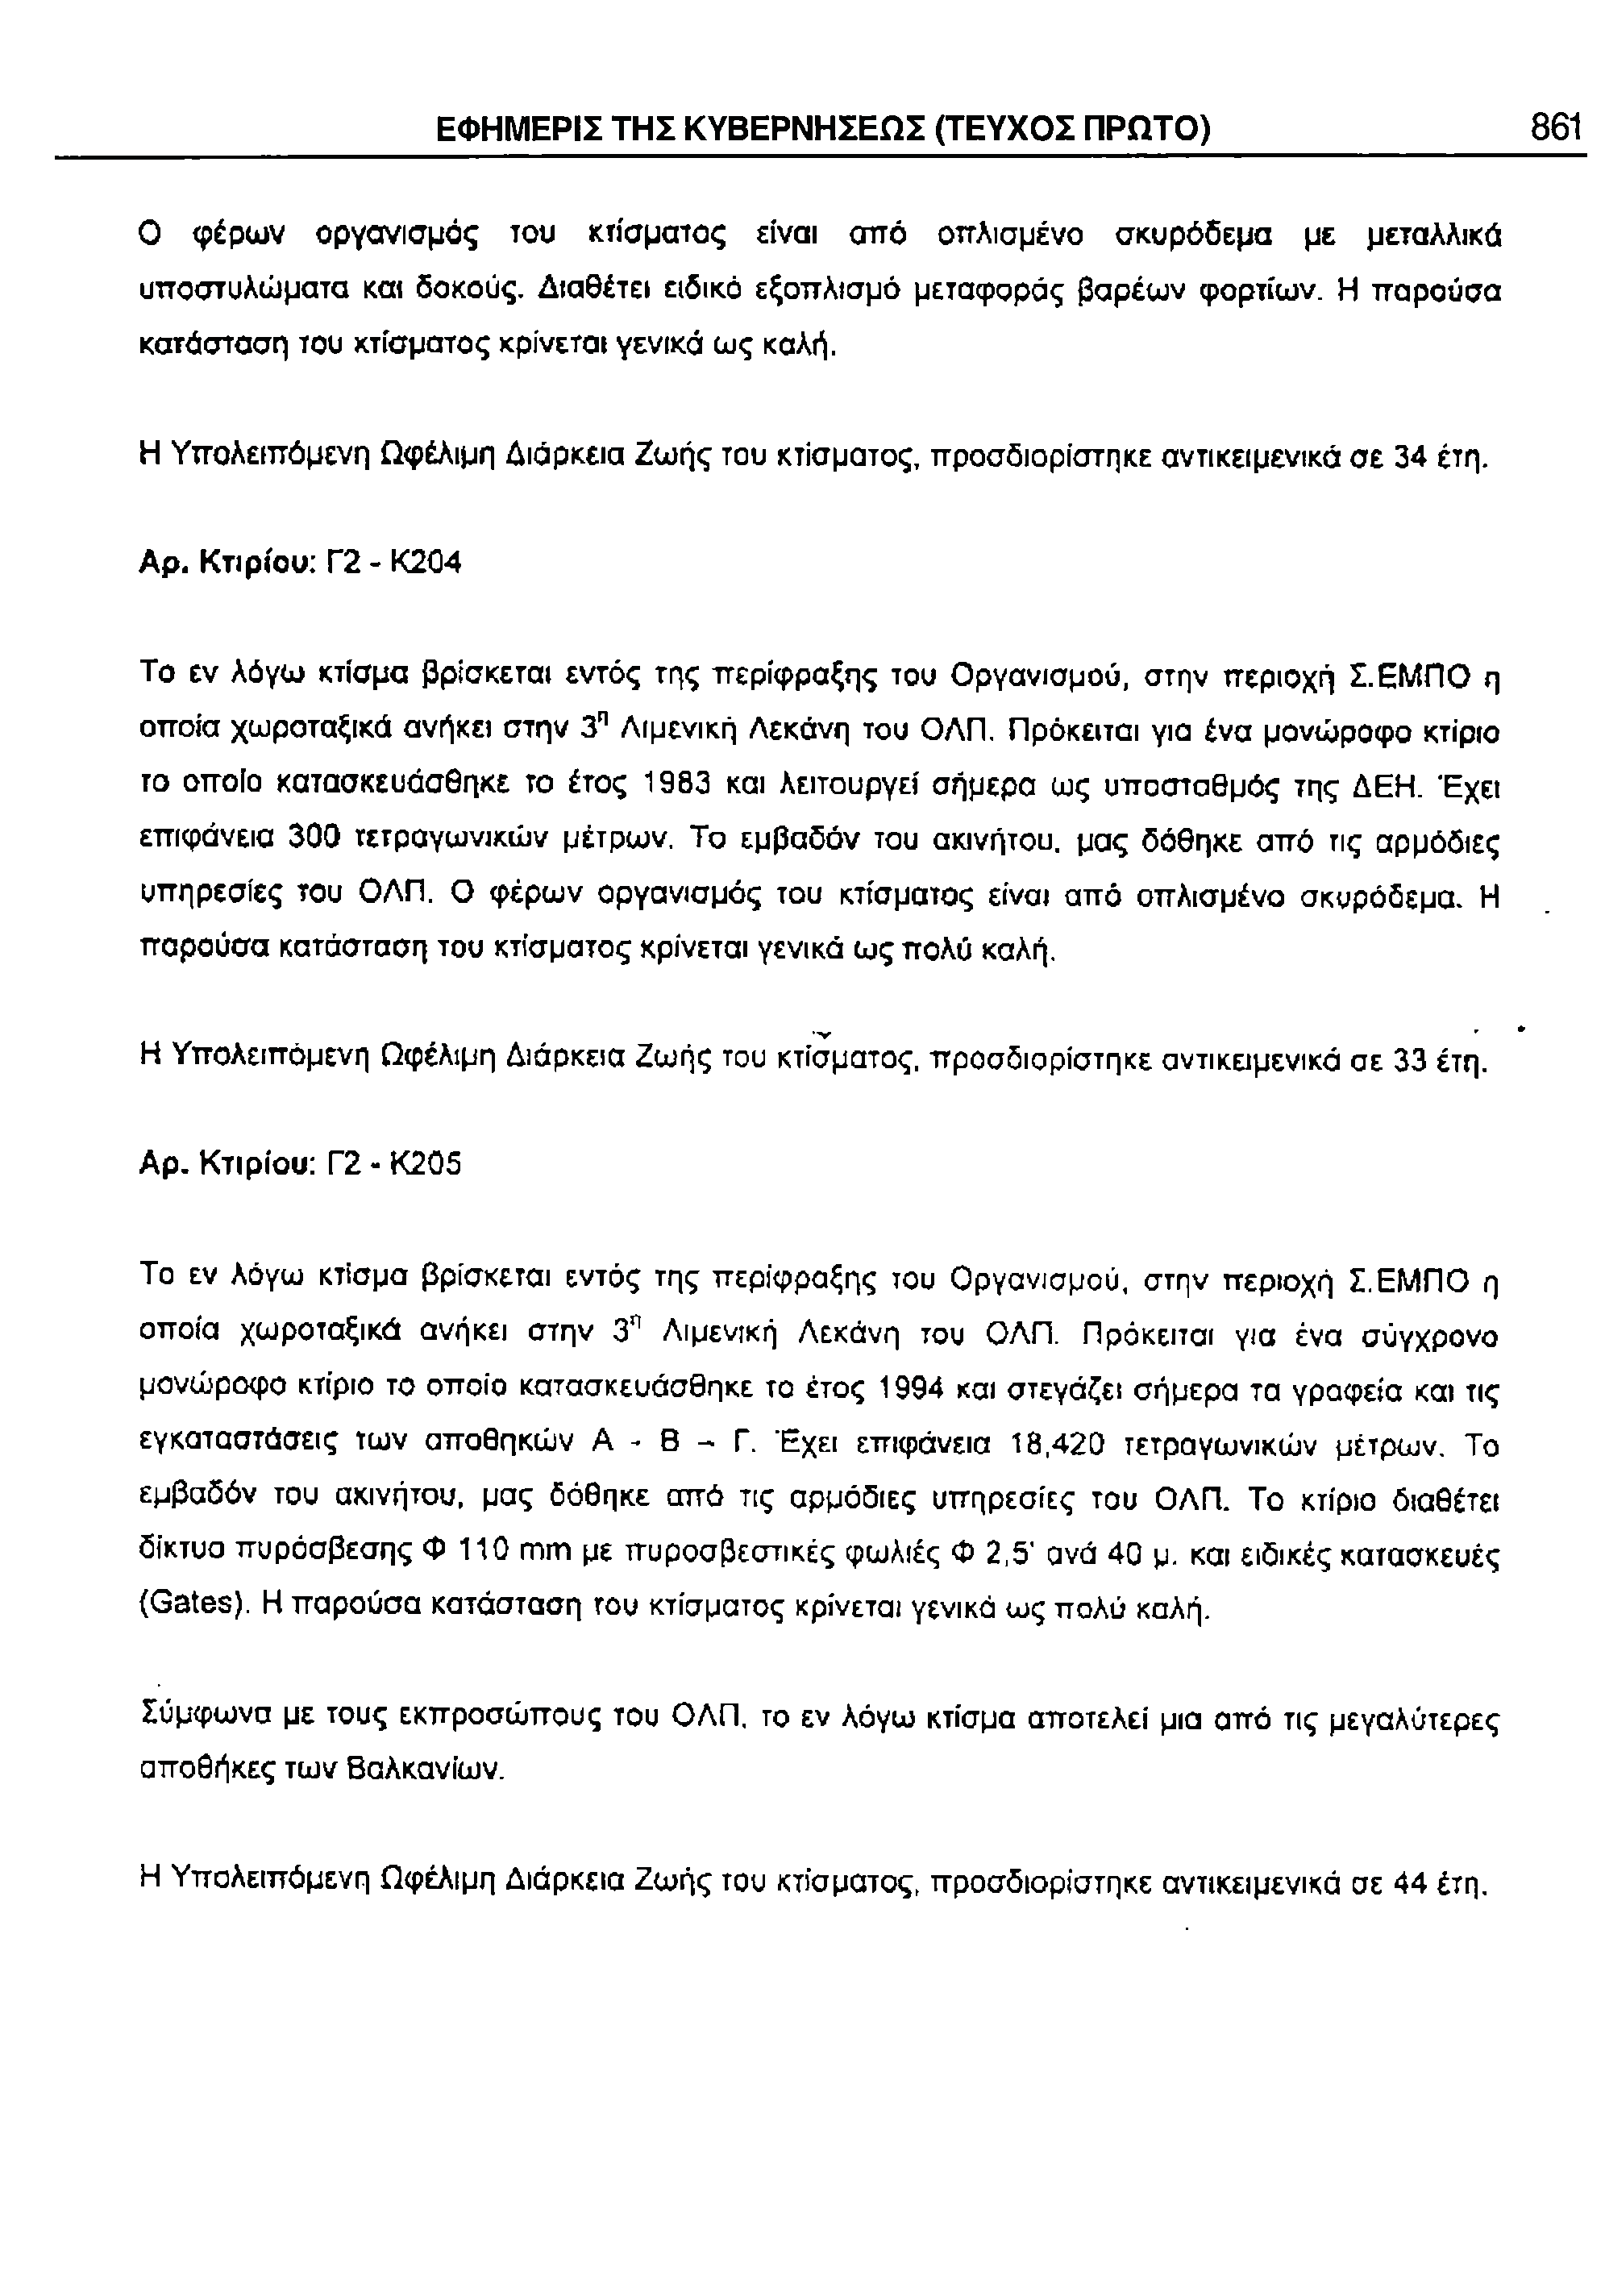 ΕΦΗΜΕΡΙΣ ΤΗΣ ΚΥΒΕΡΝΗΣΕΩΣ (ΤΕΥΧΟΣ ΠΡΩΤΟ) 861
Ο φέρων οργανισμός του κτίσματος είναι από οπλισμένο σκυρόδεμα με μεταλλικά
υποστυλώματα και δοκούς. Διαθέτει ειδικό εξοπλισμό μεταφοράς βαρέων φορτίων. Η παρούσα
κατάσταση του κτίσματος κρίνεται γενικά ως καλή.
Η Υπολειπόμενη Ωφέλιμη Διάρκεια Ζωής του κτίσματος, προσδιορίστηκε αντικειμενικά σε 34 έτη.
Αρ. Κτιρίου: Γ2 - Κ204
Το εν λόγω κτίσμα βρίσκεται εντός της περίφραξης του Οργανισμού, στην περιοχή Σ.ΕΜΠΟ η
οποία χωροταξικά ανήκει στην 3η Λιμενική Λεκάνη του ΟΛΠ. Πρόκειται για ένα μονώροφο κτίριο
το οποίο κατασκευάσθηκε το έτος 1983 και λειτουργεί σήμερα ως υποσταθμός της ΔΕΗ. Έχει
επιφάνεια 300 τετραγωνικών μέτρων. Το εμβαδόν του ακινήτου, μας δόθηκε από τις αρμόδιες
υπηρεσίες του ΟΛΠ. Ο φέρων οργανισμός του κτίσματος είναι από οπλισμένο σκυρόδεμα. Η
παρούσα κατάσταση του κτίσματος κρίνεται γενικά ως πολύ καλή.
Η Υπολειπόμενη Ωφέλιμη Διάρκεια Ζωής του κτίσματος, προσδιορίστηκε αντικειμενικά σε 33 έτη.
Αρ. Κτιρίου: Γ2 - Κ205
Το εν λόγω κτίσμα βρίσκεται εντός της περίφραξης του Οργανισμού, στην περιοχή Σ.ΕΜΠΟ η
οποία χωροταξικά ανήκει στην 3η Λιμενική Λεκάνη του ΟΛΠ. Πρόκειται για ένα σύγχρονο
μονώροφο κτίριο το οποίο κατασκευάσθηκε το έτος 1994 και στεγάζει σήμερα τα γραφεία και τις
εγκαταστάσεις των αποθηκών Α - Β – Γ. Έχει επιφάνεια 18,420 τετραγωνικών μέτρων. Το
εμβαδόν του ακινήτου, μας δόθηκε από τις αρμόδιες υπηρεσίες του ΟΛΠ. Το κτίριο διαθέτει
δίκτυο πυρόσβεσης Φ 110 mm με πυροσβεστικές φωλιές Φ 2,5' ανά 40 μ. και ειδικές κατασκευές
(Gates). Η παρούσα κατάσταση του κτίσματος κρίνεται γενικά ως πολύ καλή.
Σύμφωνα με τους εκπροσώπους του ΟΛΠ, το εν λόγω κτίσμα αποτελεί μια από τις μεγαλύτερες
αποθήκες των Βαλκανίων.
Η Υπολειπόμενη Ωφέλιμη Διάρκεια Ζωής του κτίσματος, προσδιορίστηκε αντικειμενικά σε 44 έτη.